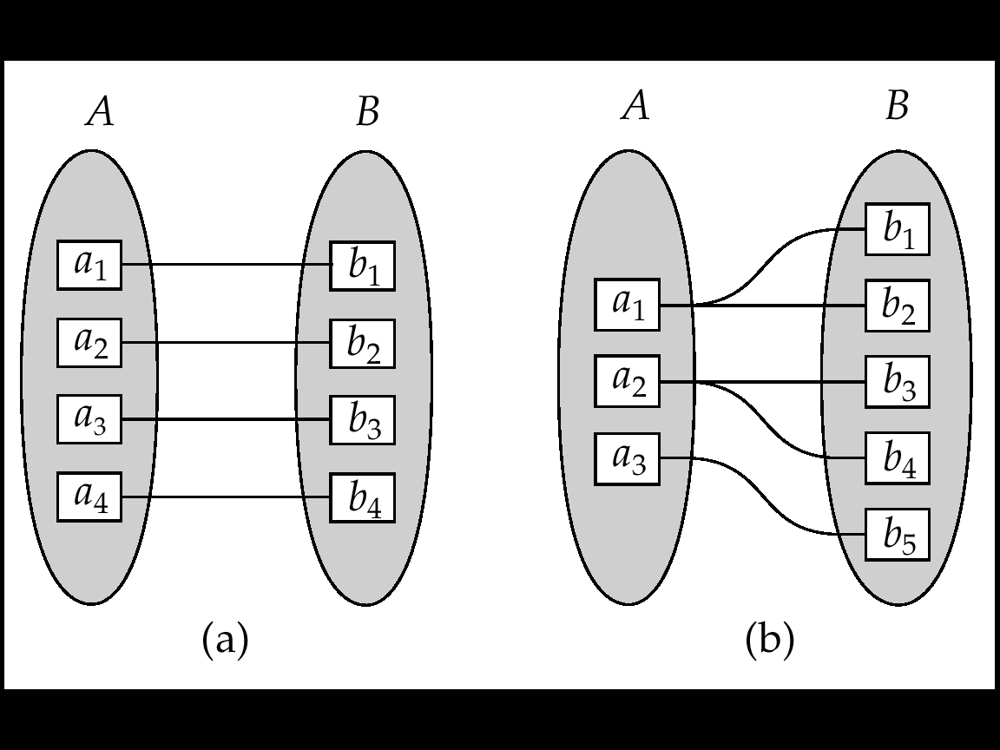 A B
a1 b1
a2 b2
a3 b3
a4 b4
(a)
A B
b1
a1 b2
a2 b3
a3 b4
b5
(b)